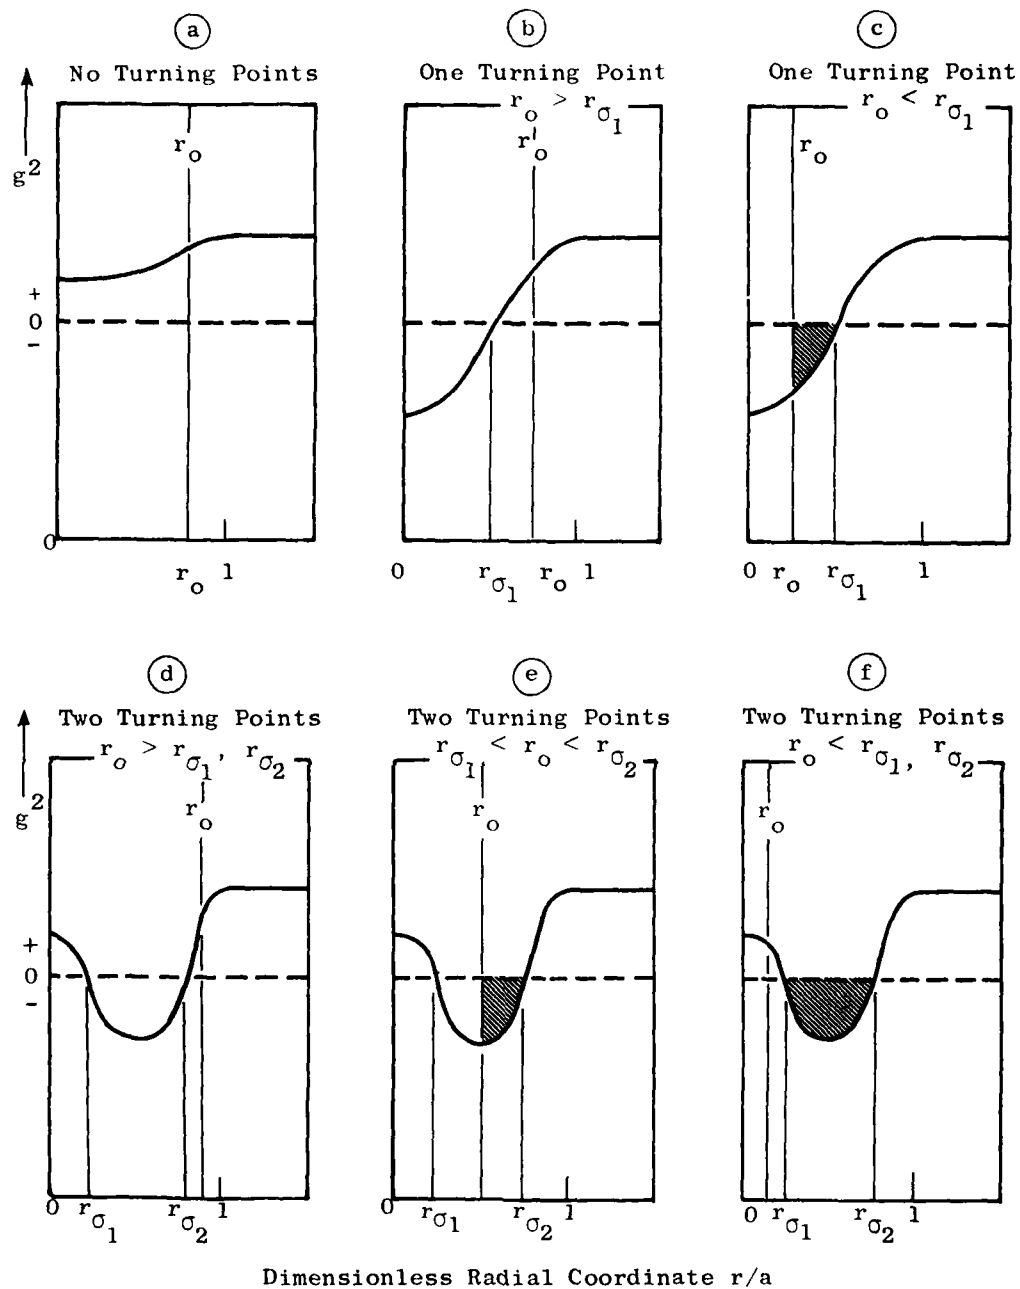 a
No Turning Points
r_o
g²
+
0
-
0
r_o 1
b
One Turning Point
r_o > r_σ1
r_o
0 r_σ1 r_o 1
c
One Turning Point
r_o < r_σ1
r_o
0 r_o r_σ1 1
d
Two Turning Points
r_o > r_σ1, r_σ2
r_o
g²
+
0
-
0 r_σ1 r_σ2 1
e
Two Turning Points
r_σ1 < r_o < r_σ2
r_o
0 r_σ1 r_σ2 1
f
Two Turning Points
r_o < r_σ1, r_σ2
r_o
0 r_σ1 r_σ2 1
Dimensionless Radial Coordinate r/a